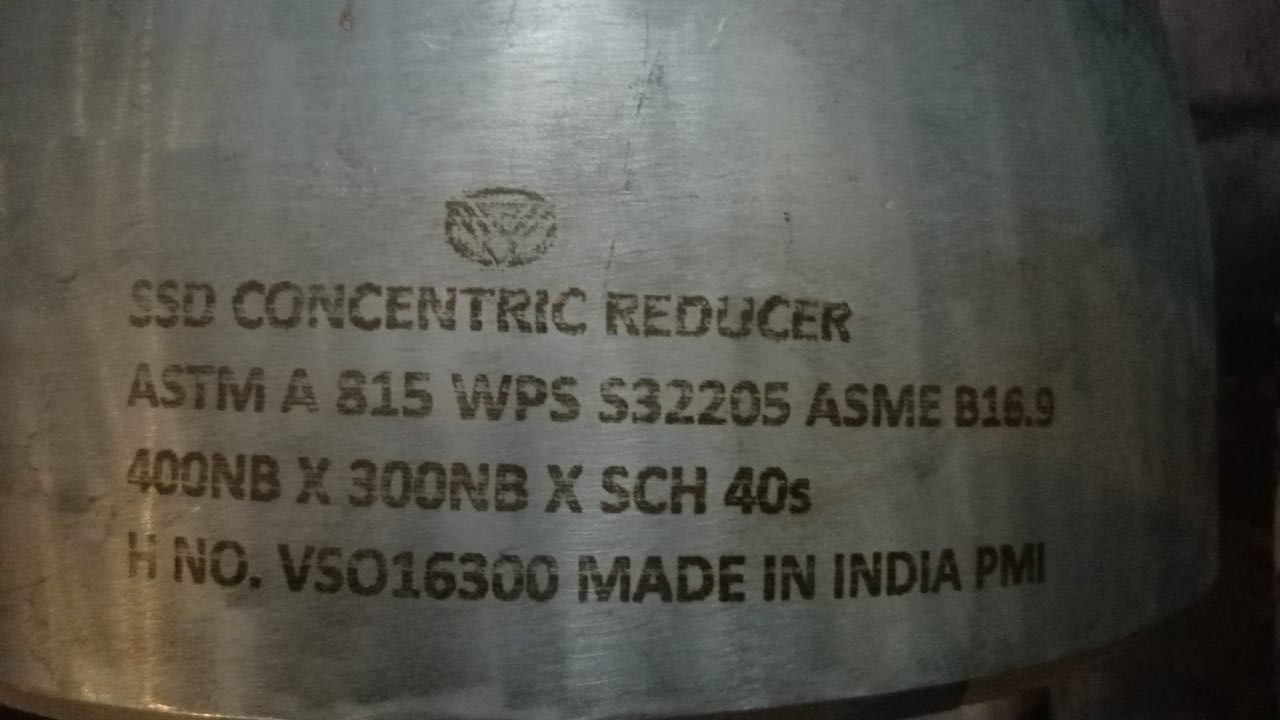 SSD CONCENTRIC REDUCER
ASTM A 815 WPS S32205 ASME B16.9
400NB X 300NB X SCH 40s
H NO. VSO16300 MADE IN INDIA PMI